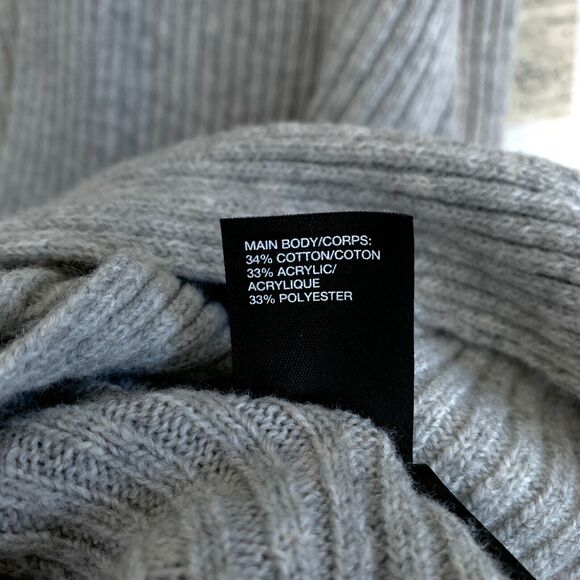 MAIN BODY/CORPS:
34% COTTON/COTON
33% ACRYLIC/
ACRYLIQUE
33% POLYESTER